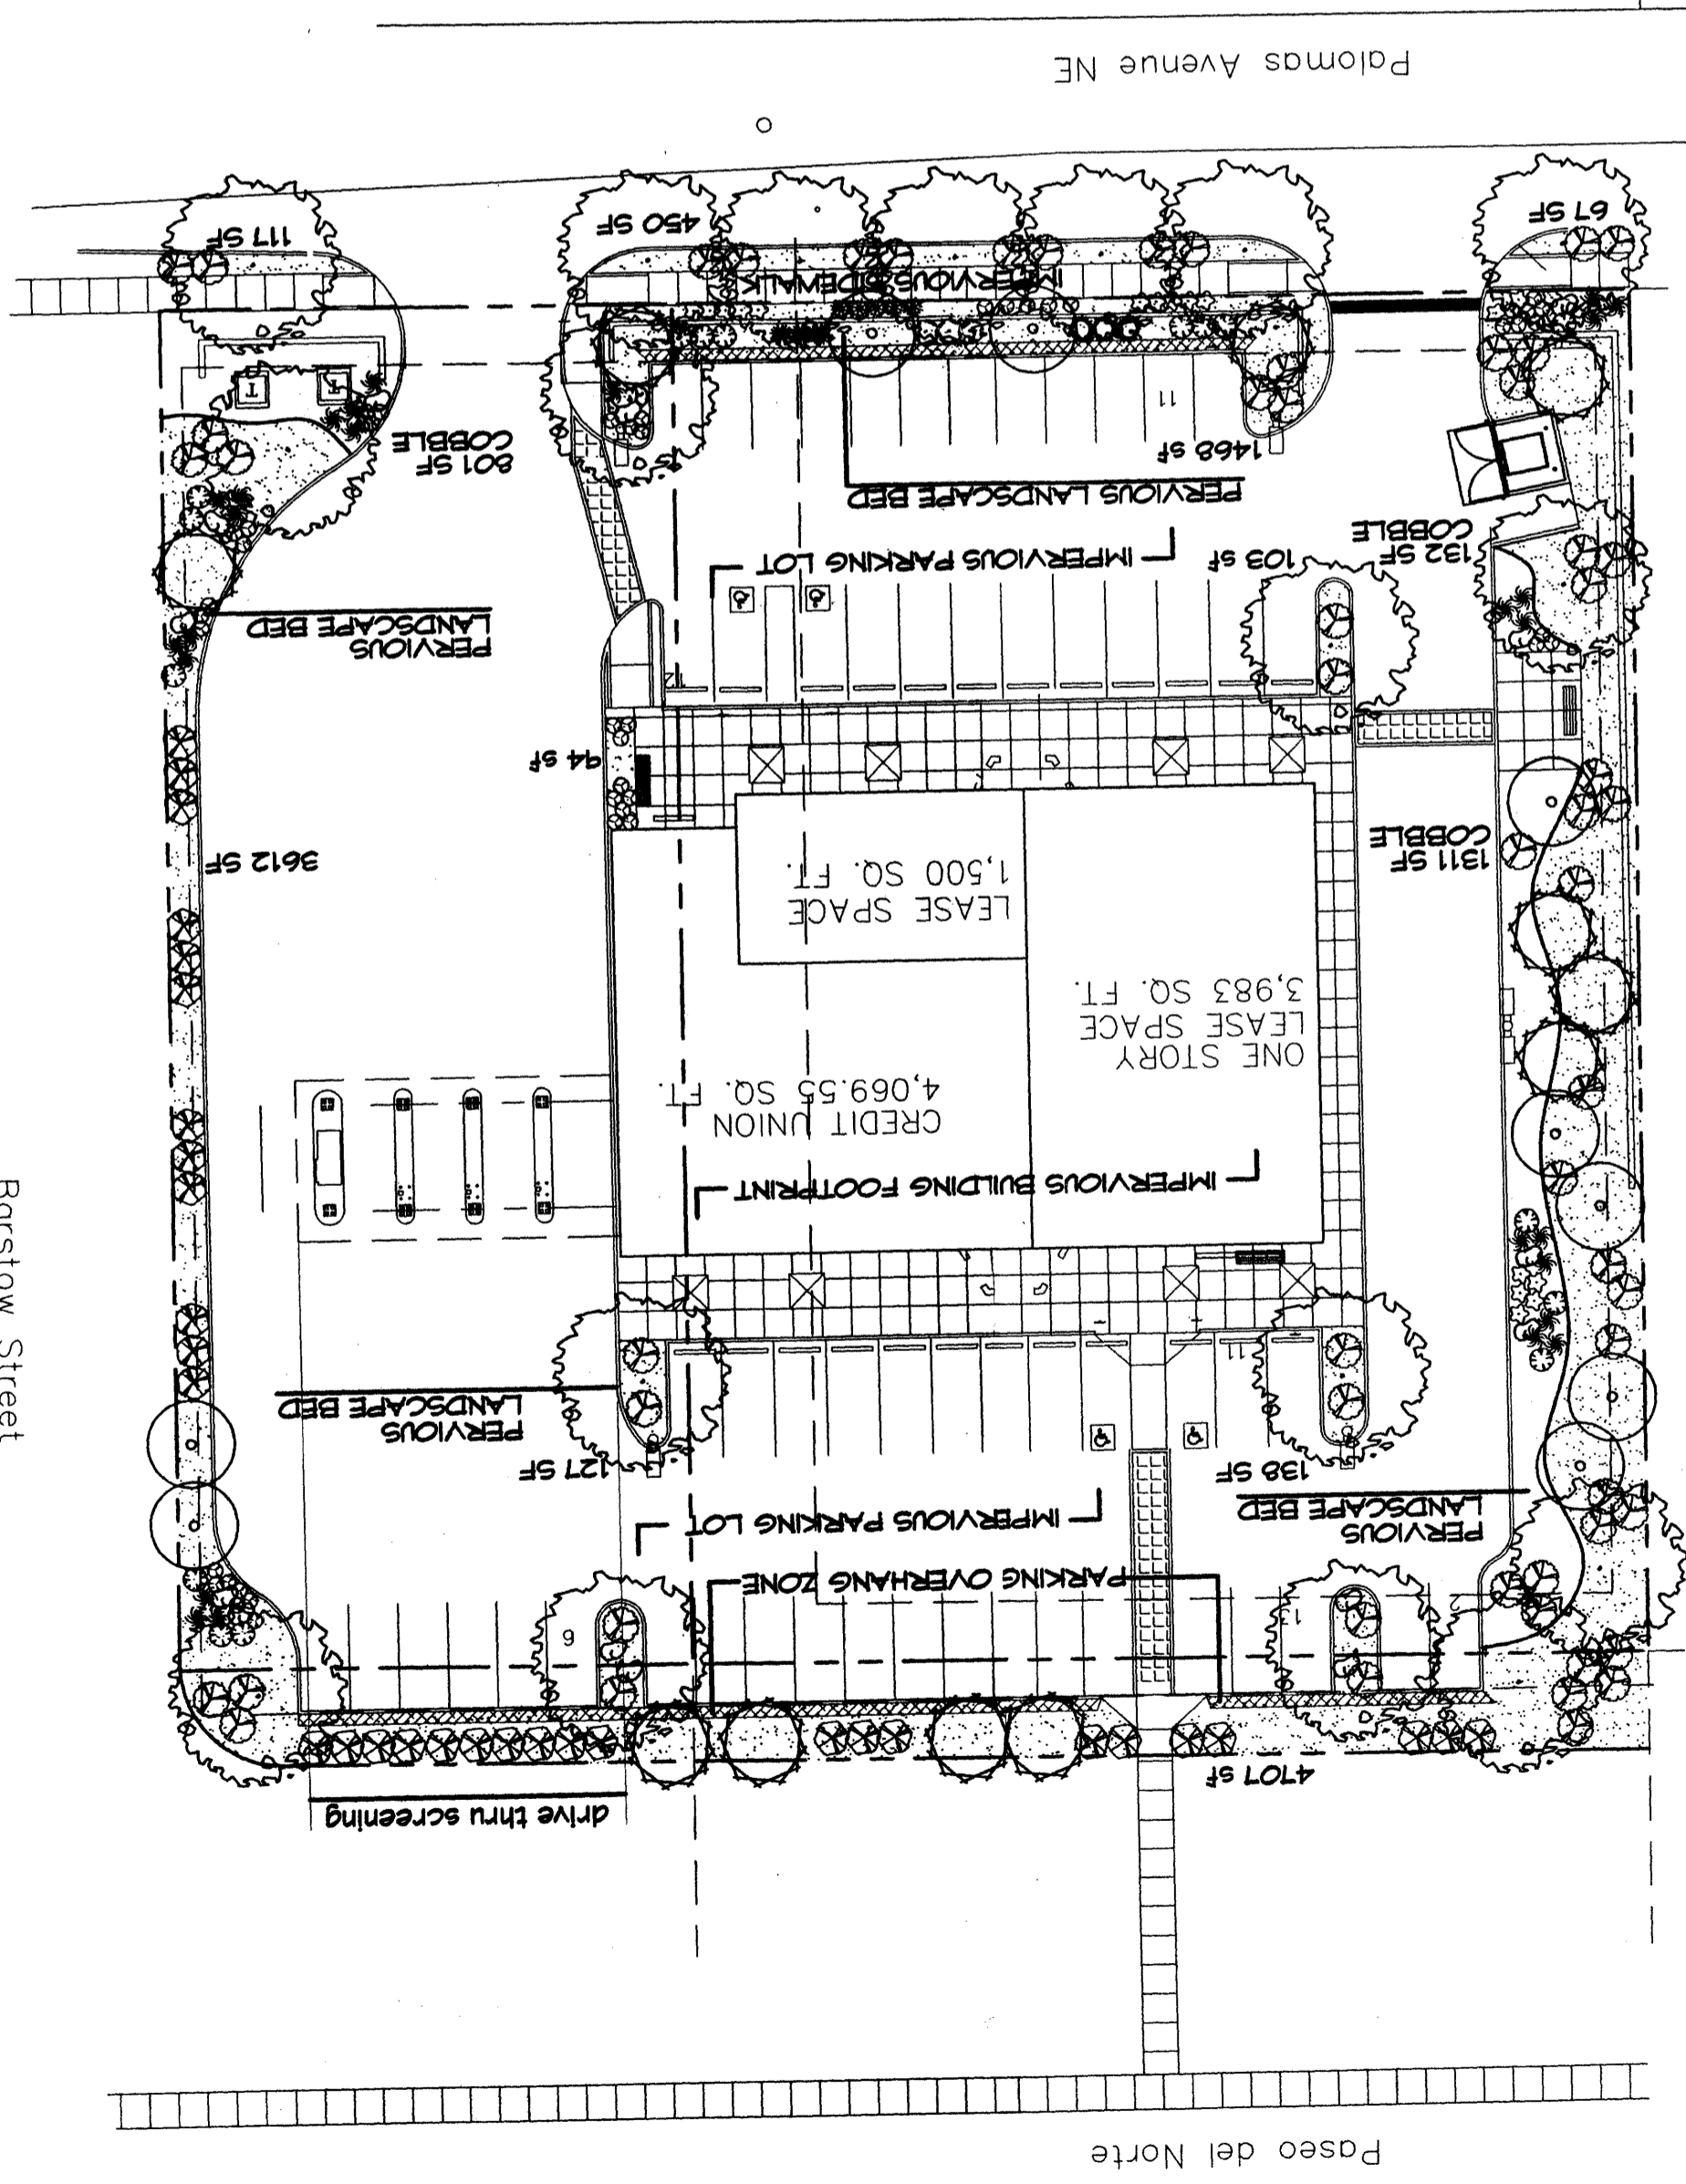 Paseo del Norte
drive thru screening
4707 SF
2
13
6
PARKING OVERHANG ZONE
IMPERVIOUS PARKING LOT
PERVIOUS
LANDSCAPE BED
138 SF
127 SF
PERVIOUS
LANDSCAPE BED
11
Barstow Street
IMPERVIOUS BUILDING FOOTPRINT
CREDIT UNION
4,069.55 SQ. FT.
ONE STORY
LEASE SPACE
3,983 SQ. FT.
LEASE SPACE
1,500 SQ. FT.
1311 SF
COBBLE
3612 SF
94 SF
12
PERVIOUS
LANDSCAPE BED
103 SF
IMPERVIOUS PARKING LOT
132 SF
COBBLE
PERVIOUS LANDSCAPE BED
1468 SF
801 SF
COBBLE
11
T
T
IMPERVIOUS SIDEWALK
67 SF
450 SF
117 SF
Palomas Avenue NE